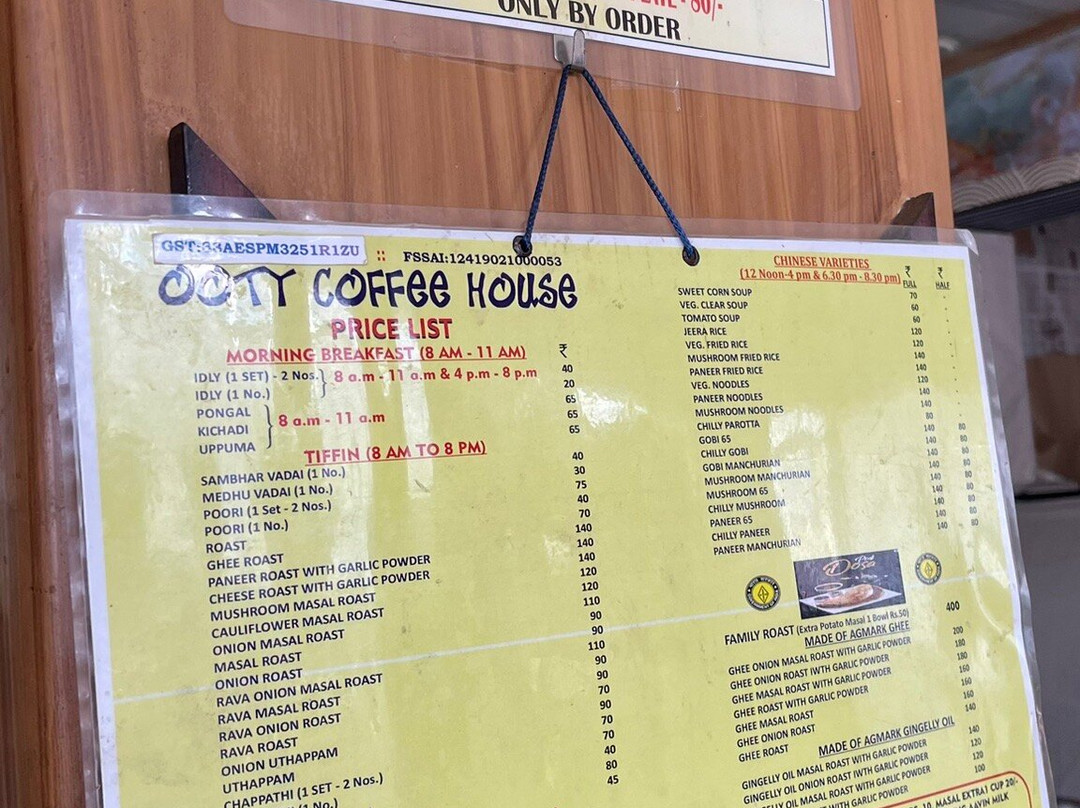 ONLY BY ORDER
GST:33AESPM3251R1ZU :: FSSAI:12419021000053
OOTY COFFEE HOUSE
PRICE LIST
MORNING BREAKFAST (8 AM - 11 AM) ₹
IDLY (1 SET) - 2 Nos. 8 a.m - 11 a.m & 4 p.m - 8 p.m 40
IDLY (1 No.) 20
PONGAL 65
KICHADI 8 a.m - 11 a.m 65
UPPUMA 65
TIFFIN (8 AM TO 8 PM)
SAMBHAR VADAI (1 No.) 40
MEDHU VADAI (1 No.) 30
POORI (1 Set - 2 Nos.) 75
POORI (1 No.) 40
ROAST 70
GHEE ROAST 140
PANEER ROAST WITH GARLIC POWDER 140
CHEESE ROAST WITH GARLIC POWDER 140
MUSHROOM MASAL ROAST 120
CAULIFLOWER MASAL ROAST 120
ONION MASAL ROAST 110
MASAL ROAST 90
ONION ROAST 90
RAVA ONION MASAL ROAST 110
RAVA MASAL ROAST 90
RAVA ONION ROAST 90
RAVA ROAST 70
ONION UTHAPPAM 90
UTHAPPAM 70
CHAPPATHI (1 SET - 2 Nos.) 70
40
80
45
CHINESE VARIETIES ₹ ₹
(12 Noon-4 pm & 6.30 pm - 8.30 pm) FULL HALF
SWEET CORN SOUP 70 -
VEG. CLEAR SOUP 60 -
TOMATO SOUP 60 -
JEERA RICE 120 -
VEG. FRIED RICE 120 -
MUSHROOM FRIED RICE 140 -
PANEER FRIED RICE 140 -
VEG. NOODLES 120 -
PANEER NOODLES 140 -
MUSHROOM NOODLES 140 -
CHILLY PAROTTA 80 -
GOBI 65 140 80
CHILLY GOBI 140 80
GOBI MANCHURIAN 140 80
MUSHROOM MANCHURIAN 140 80
MUSHROOM 65 140 80
CHILLY MUSHROOM 140 80
PANEER 65 140 80
CHILLY PANEER 140 80
PANEER MANCHURIAN 140 80
Dosa
FAMILY ROAST (Extra Potato Masal 1 Bowl Rs.50) 400
MADE OF AGMARK GHEE
GHEE ONION MASAL ROAST WITH GARLIC POWDER 200
GHEE ONION ROAST IWTH GARLIC POWDER 180
GHEE MASAL ROAST WITH GARLIC POWDER 180
GHEE ROAST WITH GARLIC POWDER 160
GHEE MASAL ROAST 160
GHEE ONION ROAST 160
GHEE ROAST 140
MADE OF AGMARK GINGELLY OIL
GINGELLY OIL MASAL ROAST WITH GARLIC POWDER 140
GINGELLY OIL ONION ROAST IWTH GARLIC POWDER 120
GINGELLY OIL MASAL ROAST 120
100
MASAL EXTRA 1 CUP 20/-
MILK